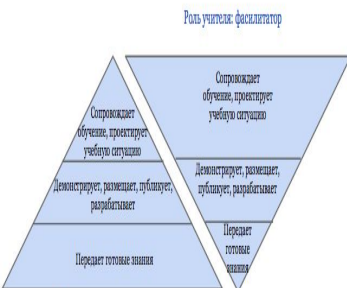 Роль учителя: фасилитатор
Сопровождает
обучение, проектирует
учебную ситуацию
Демонстрирует, размещает, публикует,
разрабатывает
Передает готовые знания
Сопровождает
обучение, проектирует
учебную ситуацию
Демонстрирует, размещает,
публикует, разрабатывает
Передает
готовые
знания